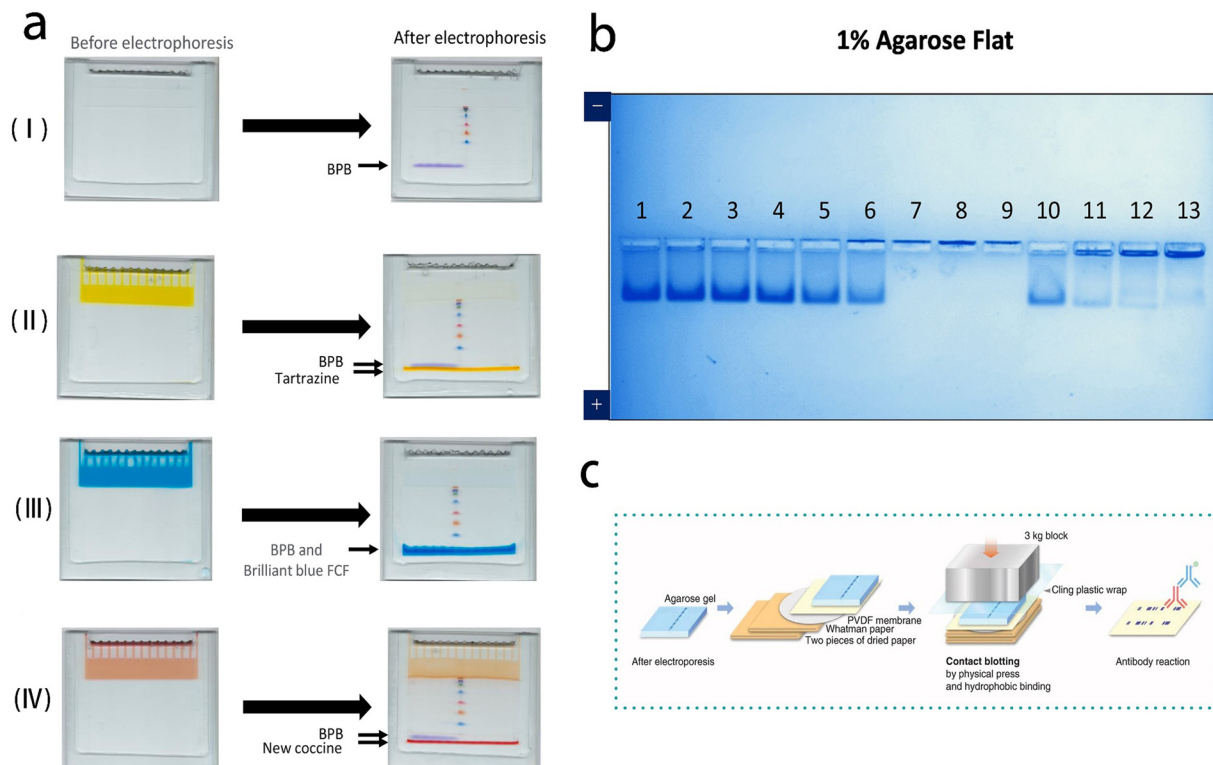 a
Before electrophoresis
After electrophoresis
(I)
BPB
(II)
BPB
Tartrazine
(III)
BPB and
Brilliant blue FCF
(IV)
BPB
New coccine
b
1% Agarose Flat
−
1 2 3 4 5 6 7 8 9 10 11 12 13
+
c
3 kg block
Cling plastic wrap
Agarose gel
PVDF membrane
Whatman paper
Two pieces of dried paper
After electroporesis
Contact blotting
by physical press
and hydrophobic binding
Antibody reaction